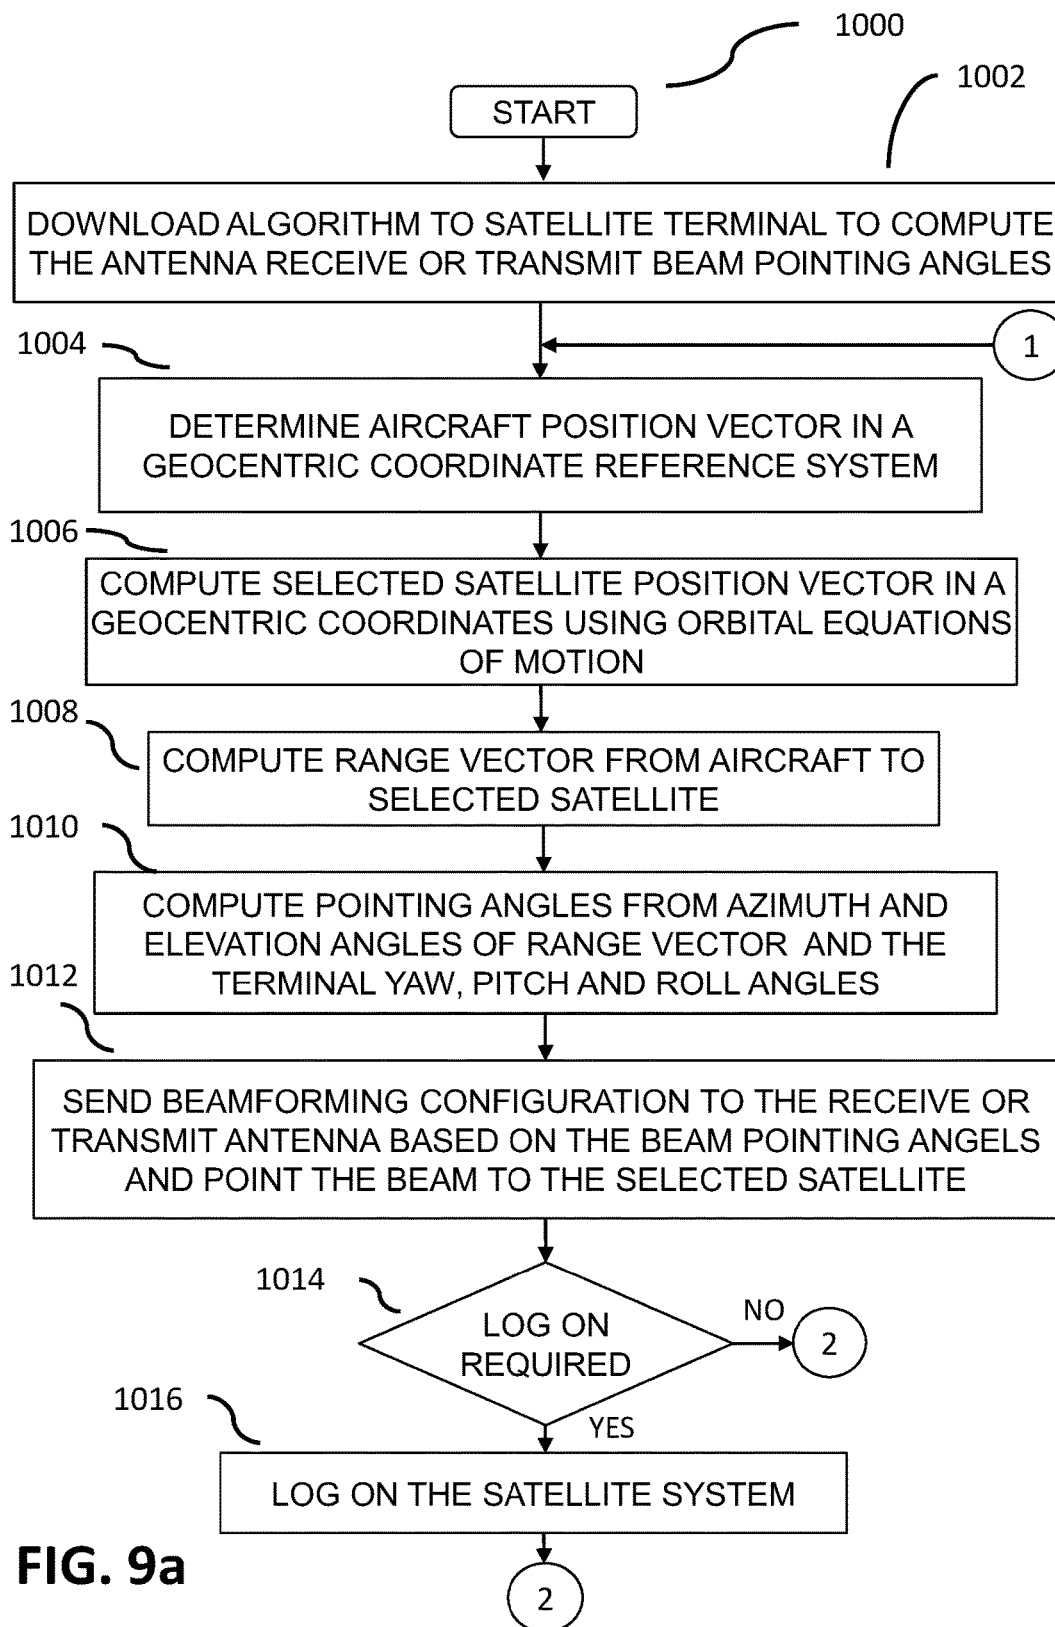 1000
START
1002
DOWNLOAD ALGORITHM TO SATELLITE TERMINAL TO COMPUTE
THE ANTENNA RECEIVE OR TRANSMIT BEAM POINTING ANGLES
1004
1
DETERMINE AIRCRAFT POSITION VECTOR IN A
GEOCENTRIC COORDINATE REFERENCE SYSTEM
1006
COMPUTE SELECTED SATELLITE POSITION VECTOR IN A
GEOCENTRIC COORDINATES USING ORBITAL EQUATIONS
OF MOTION
1008
COMPUTE RANGE VECTOR FROM AIRCRAFT TO
SELECTED SATELLITE
1010
COMPUTE POINTING ANGLES FROM AZIMUTH AND
ELEVATION ANGLES OF RANGE VECTOR AND THE
TERMINAL YAW, PITCH AND ROLL ANGLES
1012
SEND BEAMFORMING CONFIGURATION TO THE RECEIVE OR
TRANSMIT ANTENNA BASED ON THE BEAM POINTING ANGELS
AND POINT THE BEAM TO THE SELECTED SATELLITE
1014
LOG ON
REQUIRED
NO
2
YES
1016
LOG ON THE SATELLITE SYSTEM
2
FIG. 9a